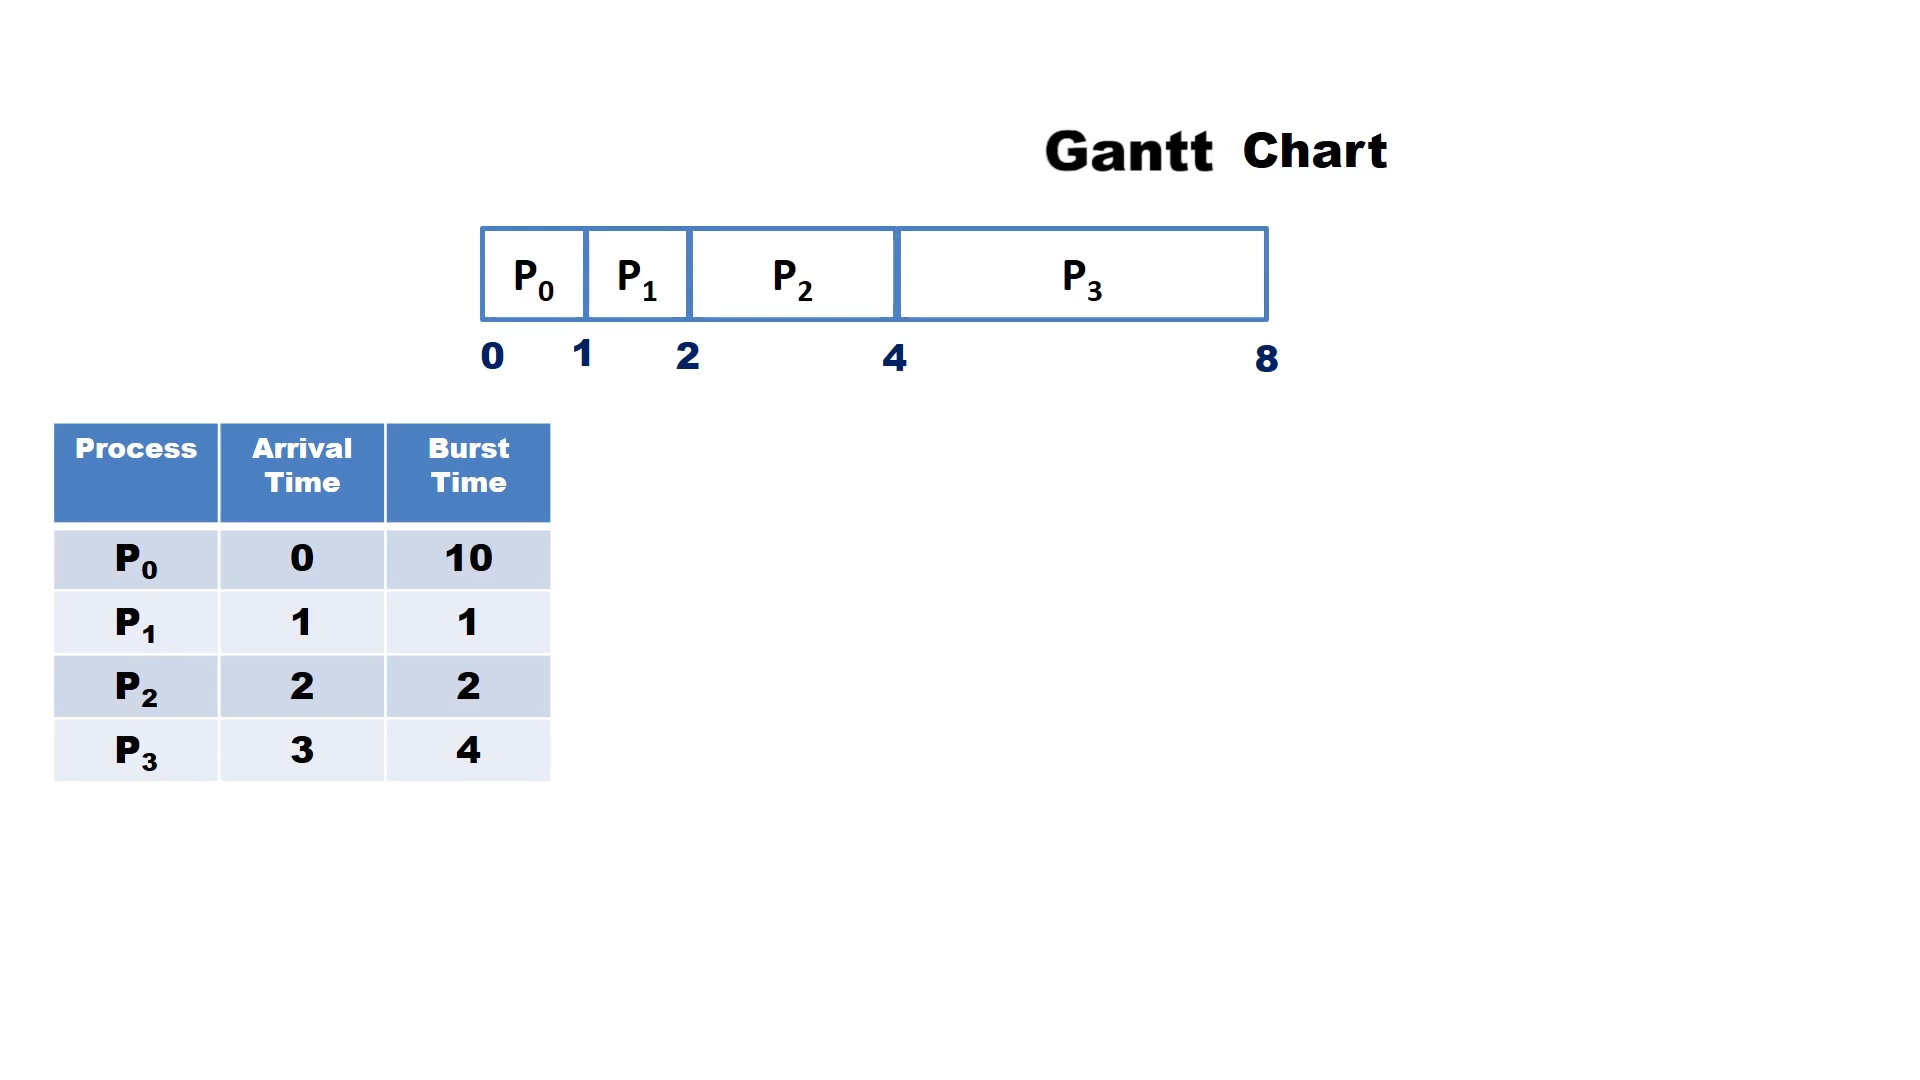 Gantt Chart
P0 P1 P2 P3
0 1 2 4 8
Process Arrival Time Burst Time
P0 0 10
P1 1 1
P2 2 2
P3 3 4